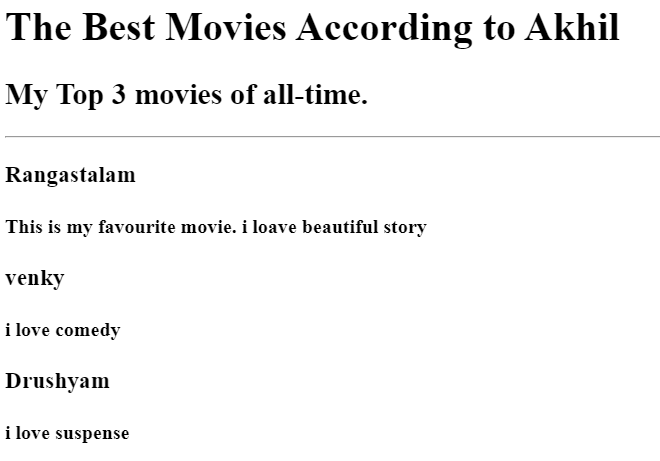 The Best Movies According to Akhil
My Top 3 movies of all-time.
Rangastalam
This is my favourite movie. i loave beautiful story
venky
i love comedy
Drushyam
i love suspense